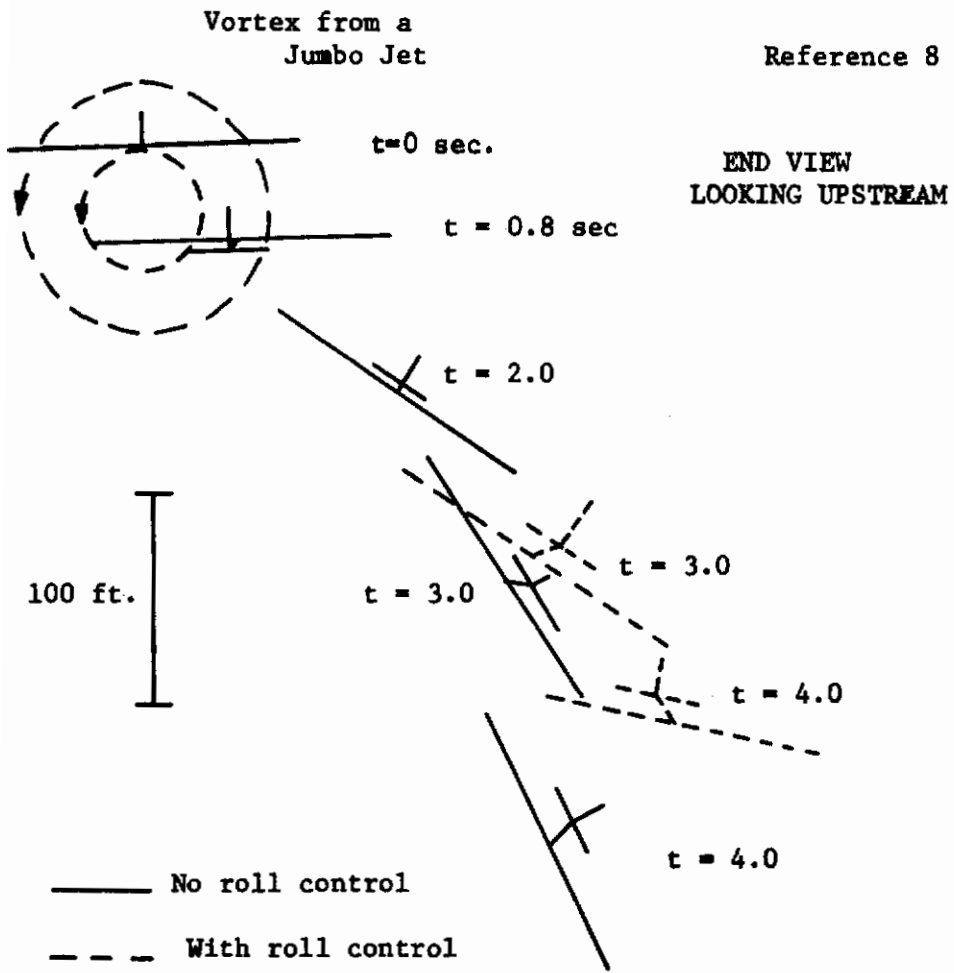 Vortex from a
Jumbo Jet
Reference 8
t=0 sec.
END VIEW
LOOKING UPSTREAM
t = 0.8 sec
t = 2.0
t = 3.0
100 ft.
t = 3.0
t = 4.0
t = 4.0
No roll control
With roll control